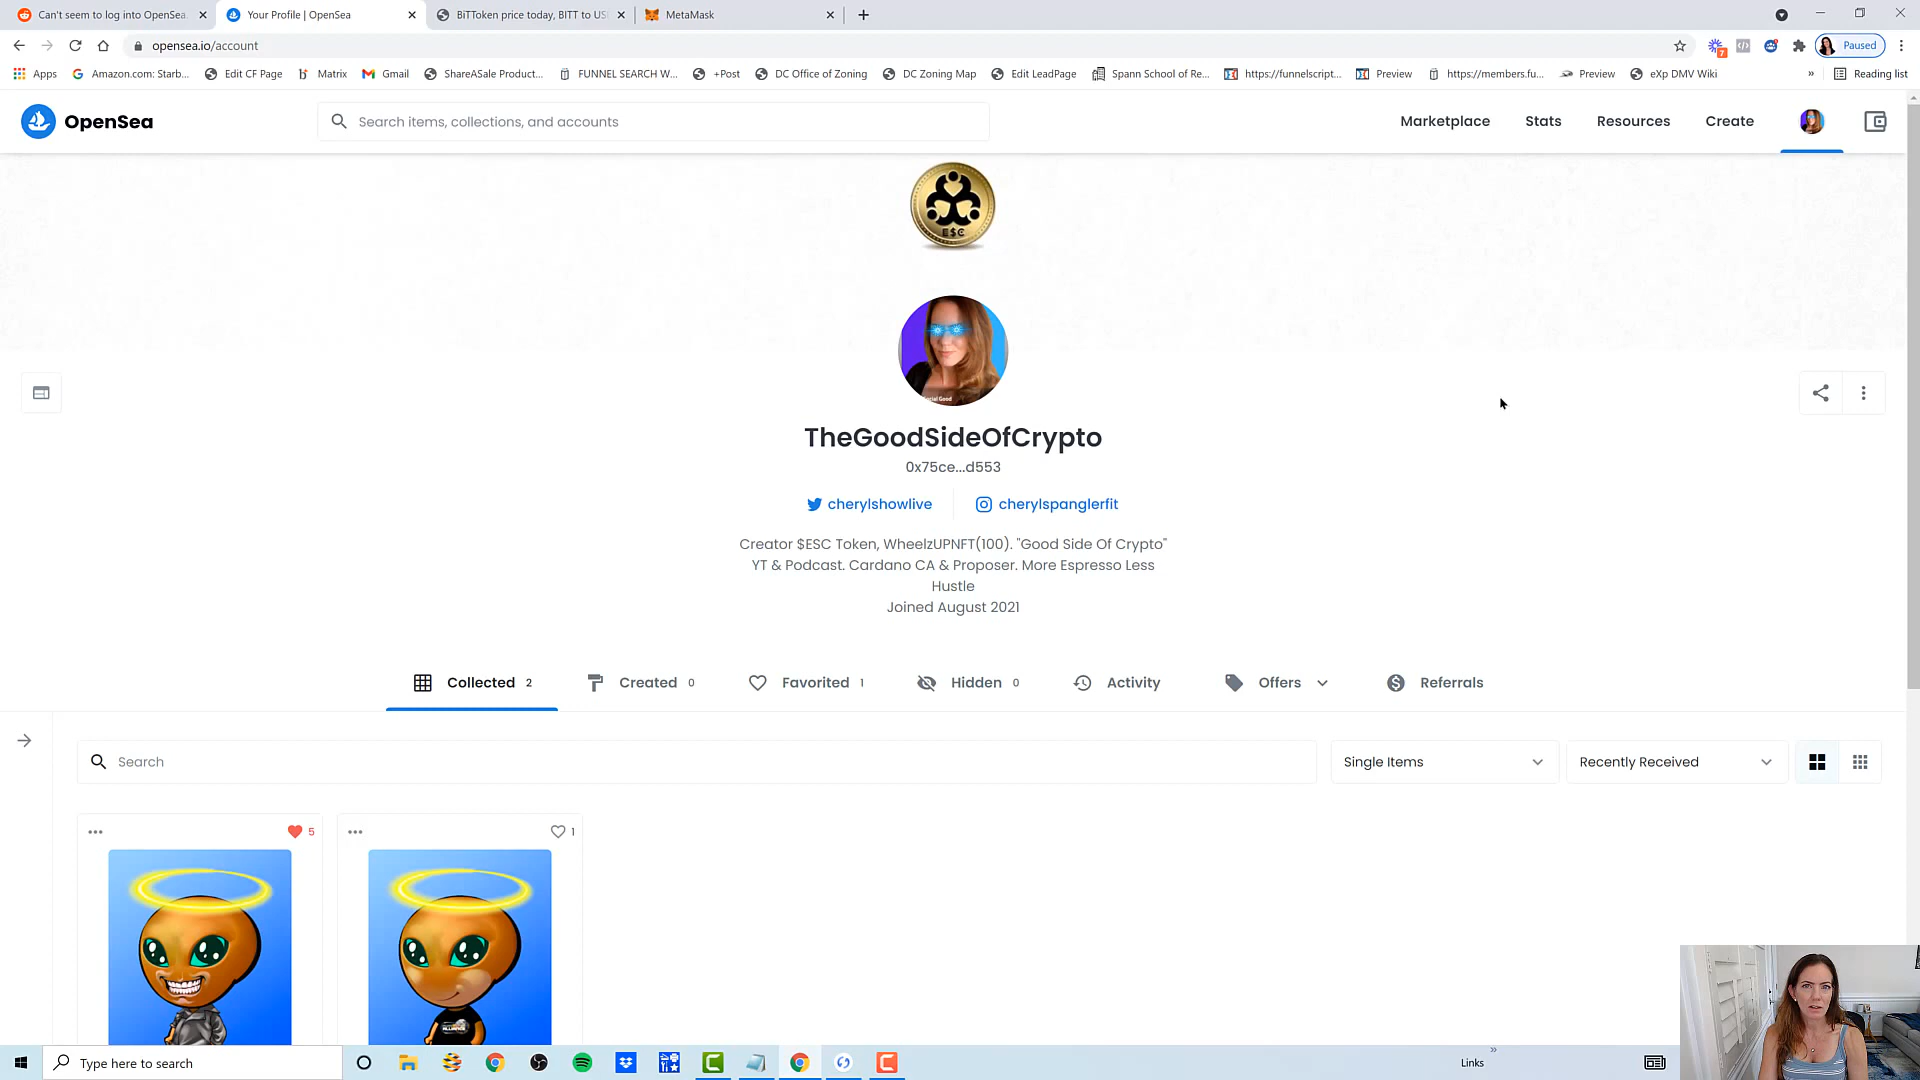 Can't seem to log into OpenSea.
Your Profile | OpenSea
BiTToken price today, BITT to US
MetaMask
opensea.io/account
7
Paused
Apps
Amazon.com: Starb...
Edit CF Page
Matrix
Gmail
ShareASale Product...
FUNNEL SEARCH W...
+Post
DC Office of Zoning
DC Zoning Map
Edit LeadPage
Spann School of Re...
https://funnelscript...
Preview
https://members.fu...
Preview
eXp DMV Wiki
»
Reading list
OpenSea
Search items, collections, and accounts
Marketplace
Stats
Resources
Create
E$C
Social Good
TheGoodSideOfCrypto
0x75ce...d553
cherylshowlive
cherylspanglerfit
Creator $ESC Token, WheelzUPNFT(100). "Good Side Of Crypto"
YT & Podcast. Cardano CA & Proposer. More Espresso Less
Hustle
Joined August 2021
Collected 2
Created 0
Favorited 1
Hidden 0
Activity
Offers
Referrals
Search
Single Items
Recently Received
5
1
ALLIANCE
Type here to search
Links
»